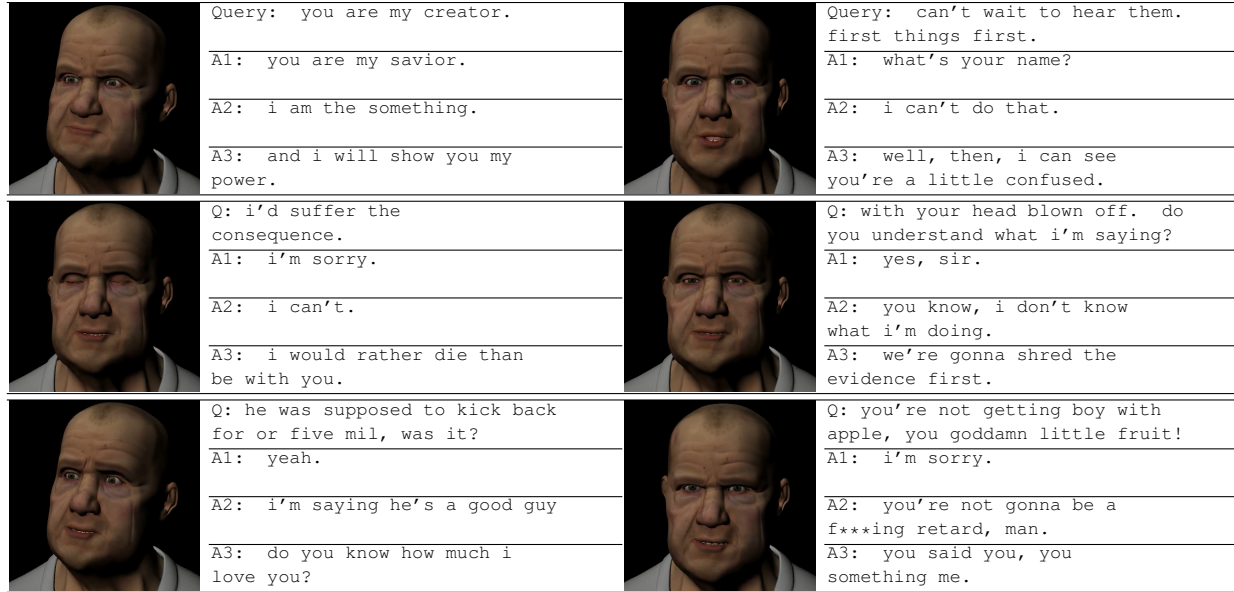 Query: you are my creator.
A1: you are my savior.
A2: i am the something.
A3: and i will show you my
power.
Query: can't wait to hear them.
first things first.
A1: what's your name?
A2: i can't do that.
A3: well, then, i can see
you're a little confused.
Q: i'd suffer the
consequence.
A1: i'm sorry.
A2: i can't.
A3: i would rather die than
be with you.
Q: with your head blown off. do
you understand what i'm saying?
A1: yes, sir.
A2: you know, i don't know
what i'm doing.
A3: we're gonna shred the
evidence first.
Q: he was supposed to kick back
for or five mil, was it?
A1: yeah.
A2: i'm saying he's a good guy
A3: do you know how much i
love you?
Q: you're not getting boy with
apple, you goddamn little fruit!
A1: i'm sorry.
A2: you're not gonna be a
f***ing retard, man.
A3: you said you, you
something me.